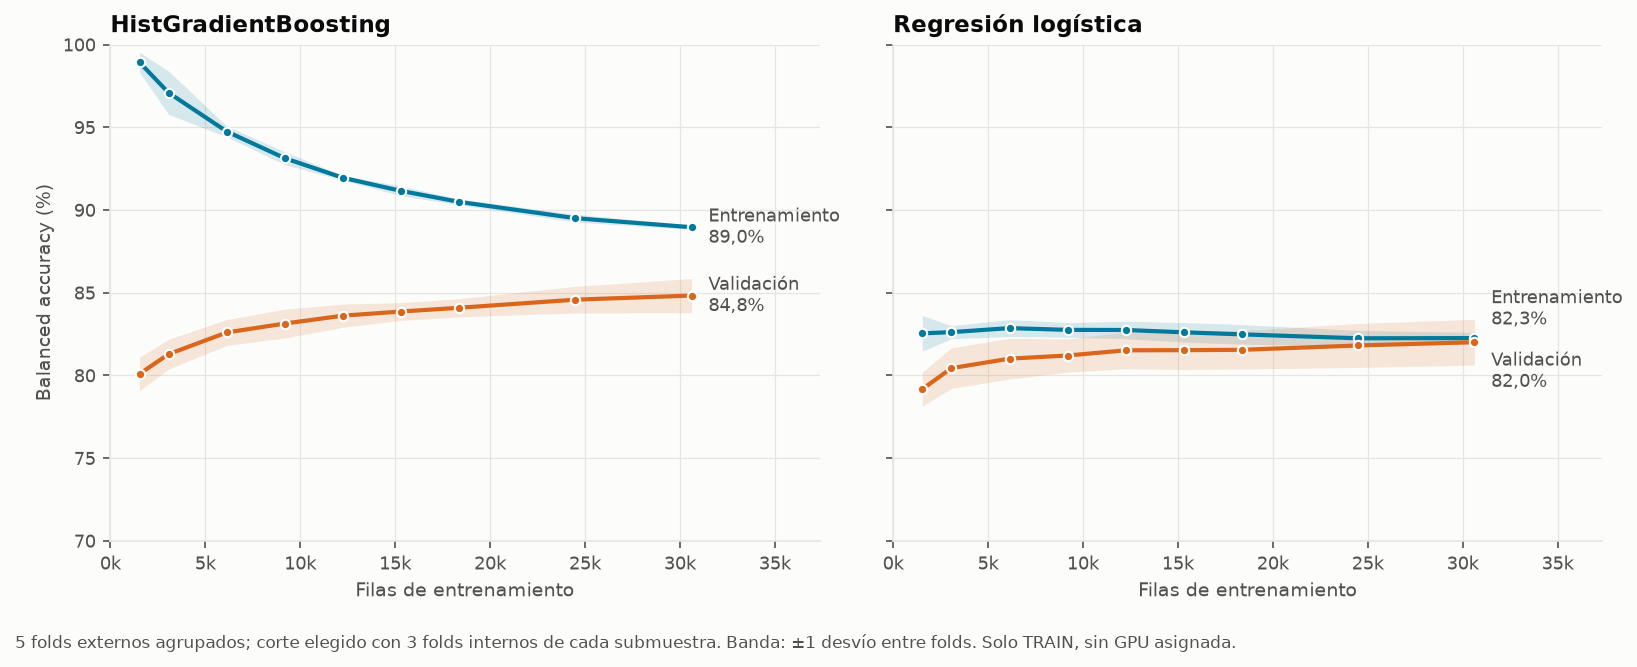 HistGradientBoosting
Regresión logística
Balanced accuracy (%)
100
95
90
85
80
75
70
Entrenamiento
89,0%
Validación
84,8%
Entrenamiento
82,3%
Validación
82,0%
0k 5k 10k 15k 20k 25k 30k 35k
0k 5k 10k 15k 20k 25k 30k 35k
Filas de entrenamiento
Filas de entrenamiento
5 folds externos agrupados; corte elegido con 3 folds internos de cada submuestra. Banda: ±1 desvío entre folds. Solo TRAIN, sin GPU asignada.